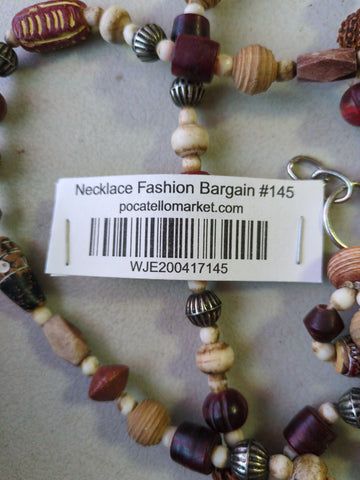 Necklace Fashion Bargain #145
pocatellomarket.com
WJE200417145